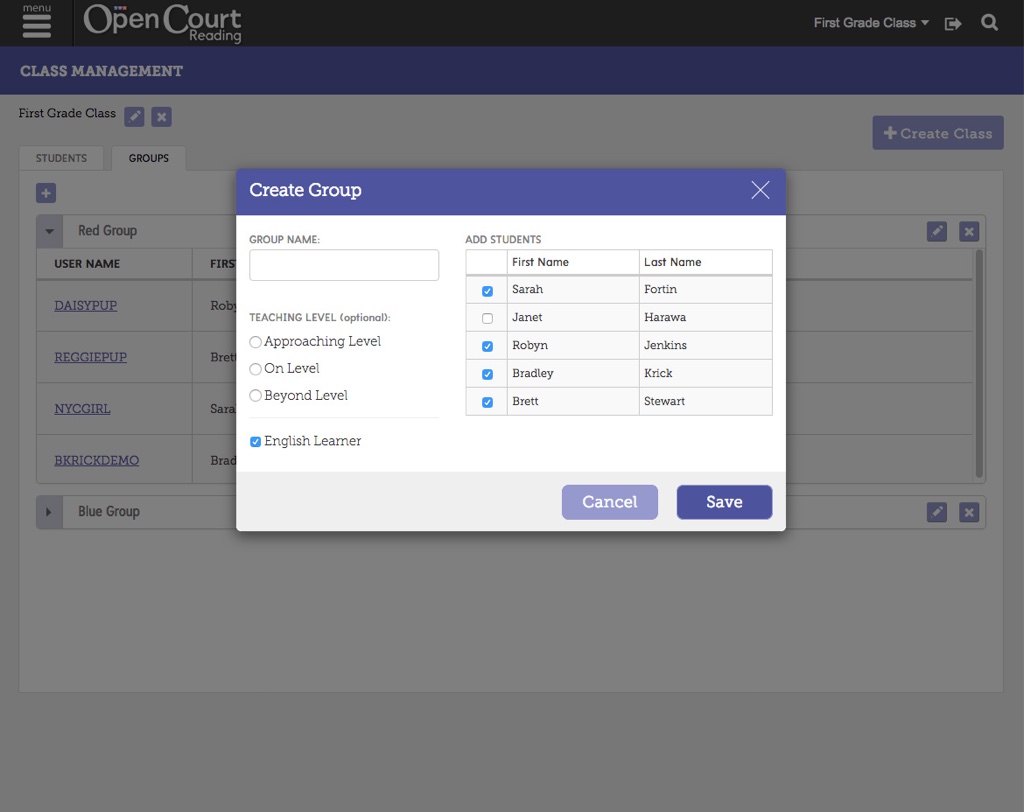 menu
Open Court
Reading
First Grade Class
CLASS MANAGEMENT
First Grade Class
Create Class
STUDENTS
GROUPS
Create Group
Red Group
GROUP NAME:
ADD STUDENTS
USER NAME
FIRS
First Name
Last Name
Sarah
Fortin
DAISYPUP
Roby
Janet
Harawa
TEACHING LEVEL (optional):
Approaching Level
Robyn
Jenkins
REGGIEPUP
Brett
On Level
Bradley
Krick
Beyond Level
Brett
Stewart
NYCGIRL
Sara
English Learner
BKRICKDEMO
Brad
Cancel
Save
Blue Group